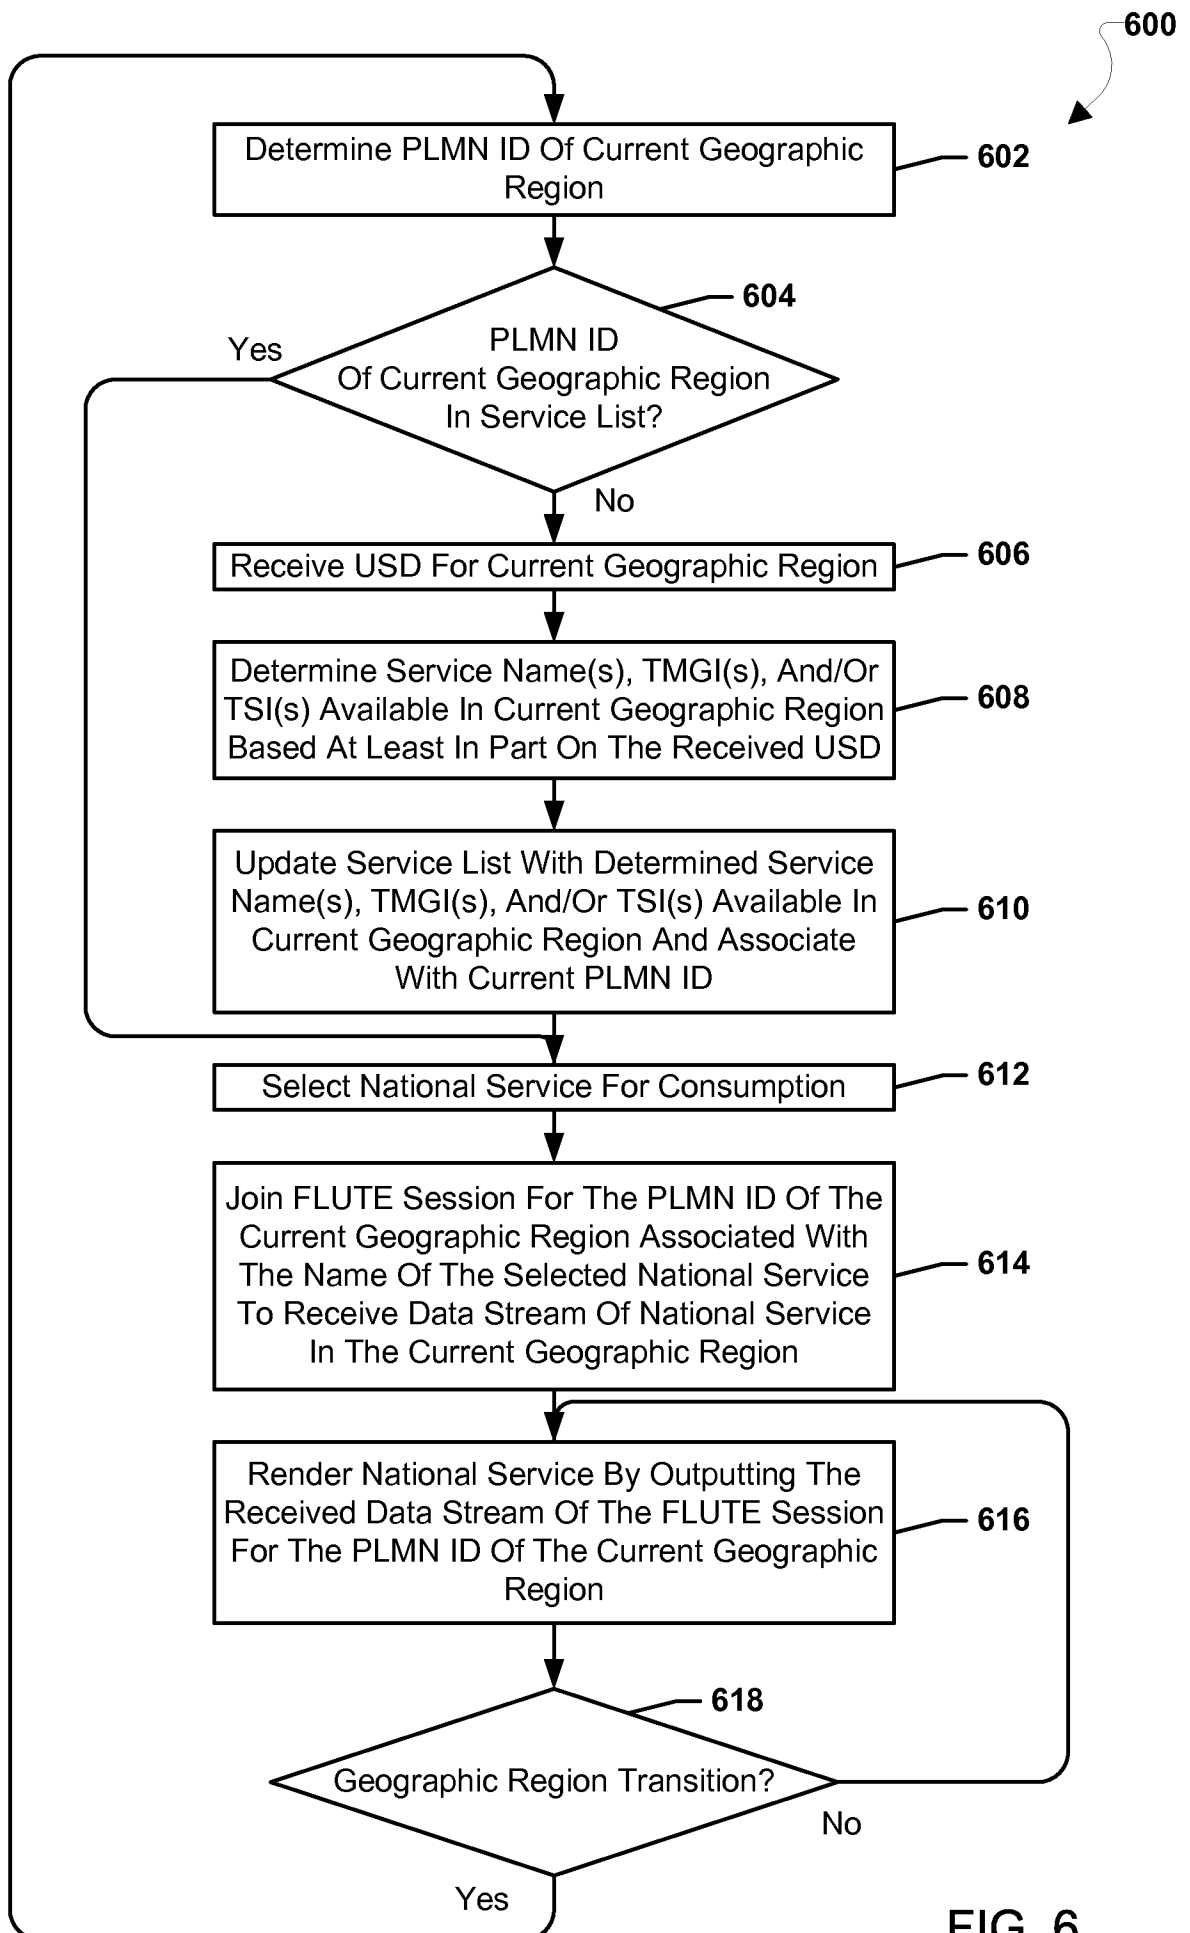 600
Determine PLMN ID Of Current Geographic
Region
602
604
PLMN ID
Of Current Geographic Region
In Service List?
Yes
No
Receive USD For Current Geographic Region
606
Determine Service Name(s), TMGI(s), And/Or
TSI(s) Available In Current Geographic Region
Based At Least In Part On The Received USD
608
Update Service List With Determined Service
Name(s), TMGI(s), And/Or TSI(s) Available In
Current Geographic Region And Associate
With Current PLMN ID
610
Select National Service For Consumption
612
Join FLUTE Session For The PLMN ID Of The
Current Geographic Region Associated With
The Name Of The Selected National Service
To Receive Data Stream Of National Service
In The Current Geographic Region
614
Render National Service By Outputting The
Received Data Stream Of The FLUTE Session
For The PLMN ID Of The Current Geographic
Region
616
618
Geographic Region Transition?
No
Yes
FIG. 6